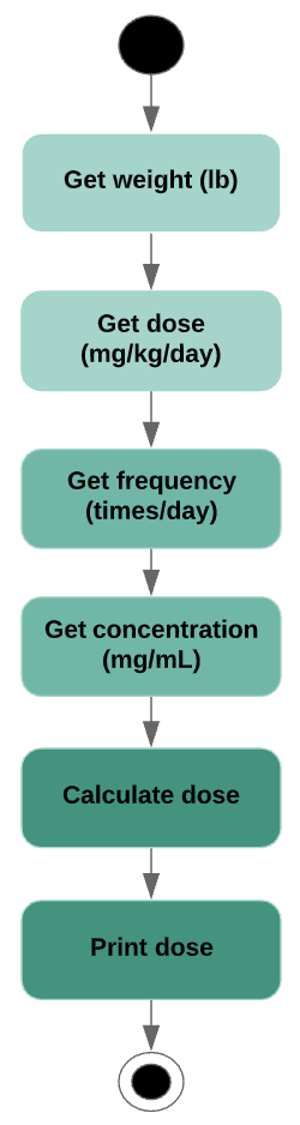 Get weight (lb)
Get dose
(mg/kg/day)
Get frequency
(times/day)
Get concentration
(mg/mL)
Calculate dose
Print dose